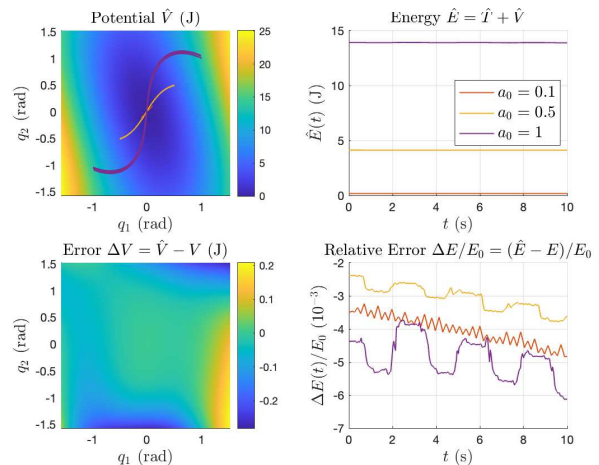 Potential V̂ (J)
1.5
1
0.5
0
-0.5
-1
-1.5
q₂ (rad)
-1 0 1
q₁ (rad)
25
20
15
10
5
0
Energy Ê = T̂ + V̂
15
10
5
0
Ê(t) (J)
a₀ = 0.1
a₀ = 0.5
a₀ = 1
0 2 4 6 8 10
t (s)
Error ΔV = V̂ − V (J)
1.5
1
0.5
0
-0.5
-1
-1.5
q₂ (rad)
-1 0 1
q₁ (rad)
0.2
0.1
0
-0.1
-0.2
Relative Error ΔE/E₀ = (Ê − E)/E₀
-2
-3
-4
-5
-6
-7
ΔE(t)/E₀ (10⁻³)
0 2 4 6 8 10
t (s)